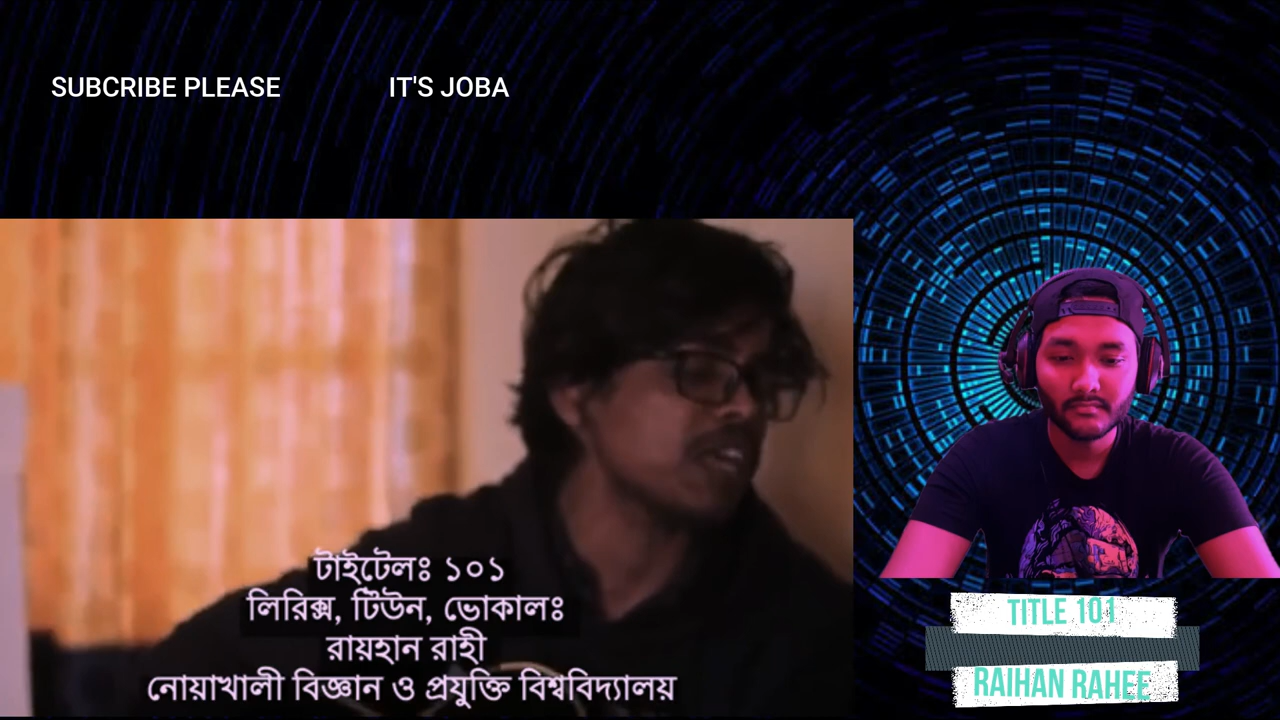 SUBCRIBE PLEASE
IT'S JOBA
টাইটেলঃ ১০১
লিরিক্স, টিউন, ভোকালঃ
রায়হান রাহী
নোয়াখালী বিজ্ঞান ও প্রযুক্তি বিশ্ববিদ্যালয়
TITLE 101
RAIHAN RAHEE